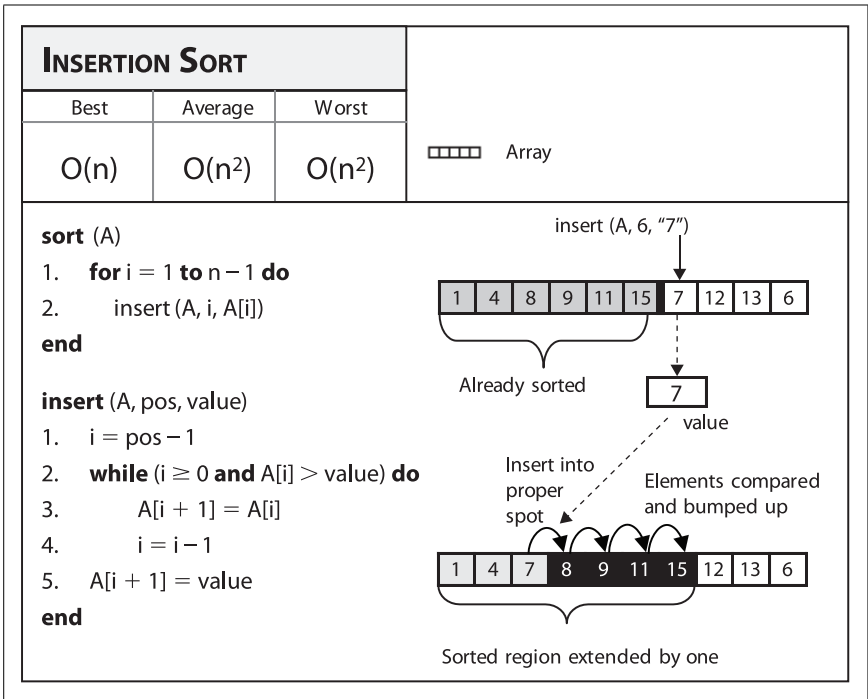 INSERTION SORT
Best Average Worst
O(n) O(n²) O(n²)
Array
sort (A)
1. for i = 1 to n − 1 do
2. insert (A, i, A[i])
end
insert (A, pos, value)
1. i = pos − 1
2. while (i ≥ 0 and A[i] > value) do
3. A[i + 1] = A[i]
4. i = i − 1
5. A[i + 1] = value
end
insert (A, 6, “7”)
1 4 8 9 11 15 7 12 13 6
Already sorted
7
value
Insert into
proper
spot
Elements compared
and bumped up
1 4 7 8 9 11 15 12 13 6
Sorted region extended by one